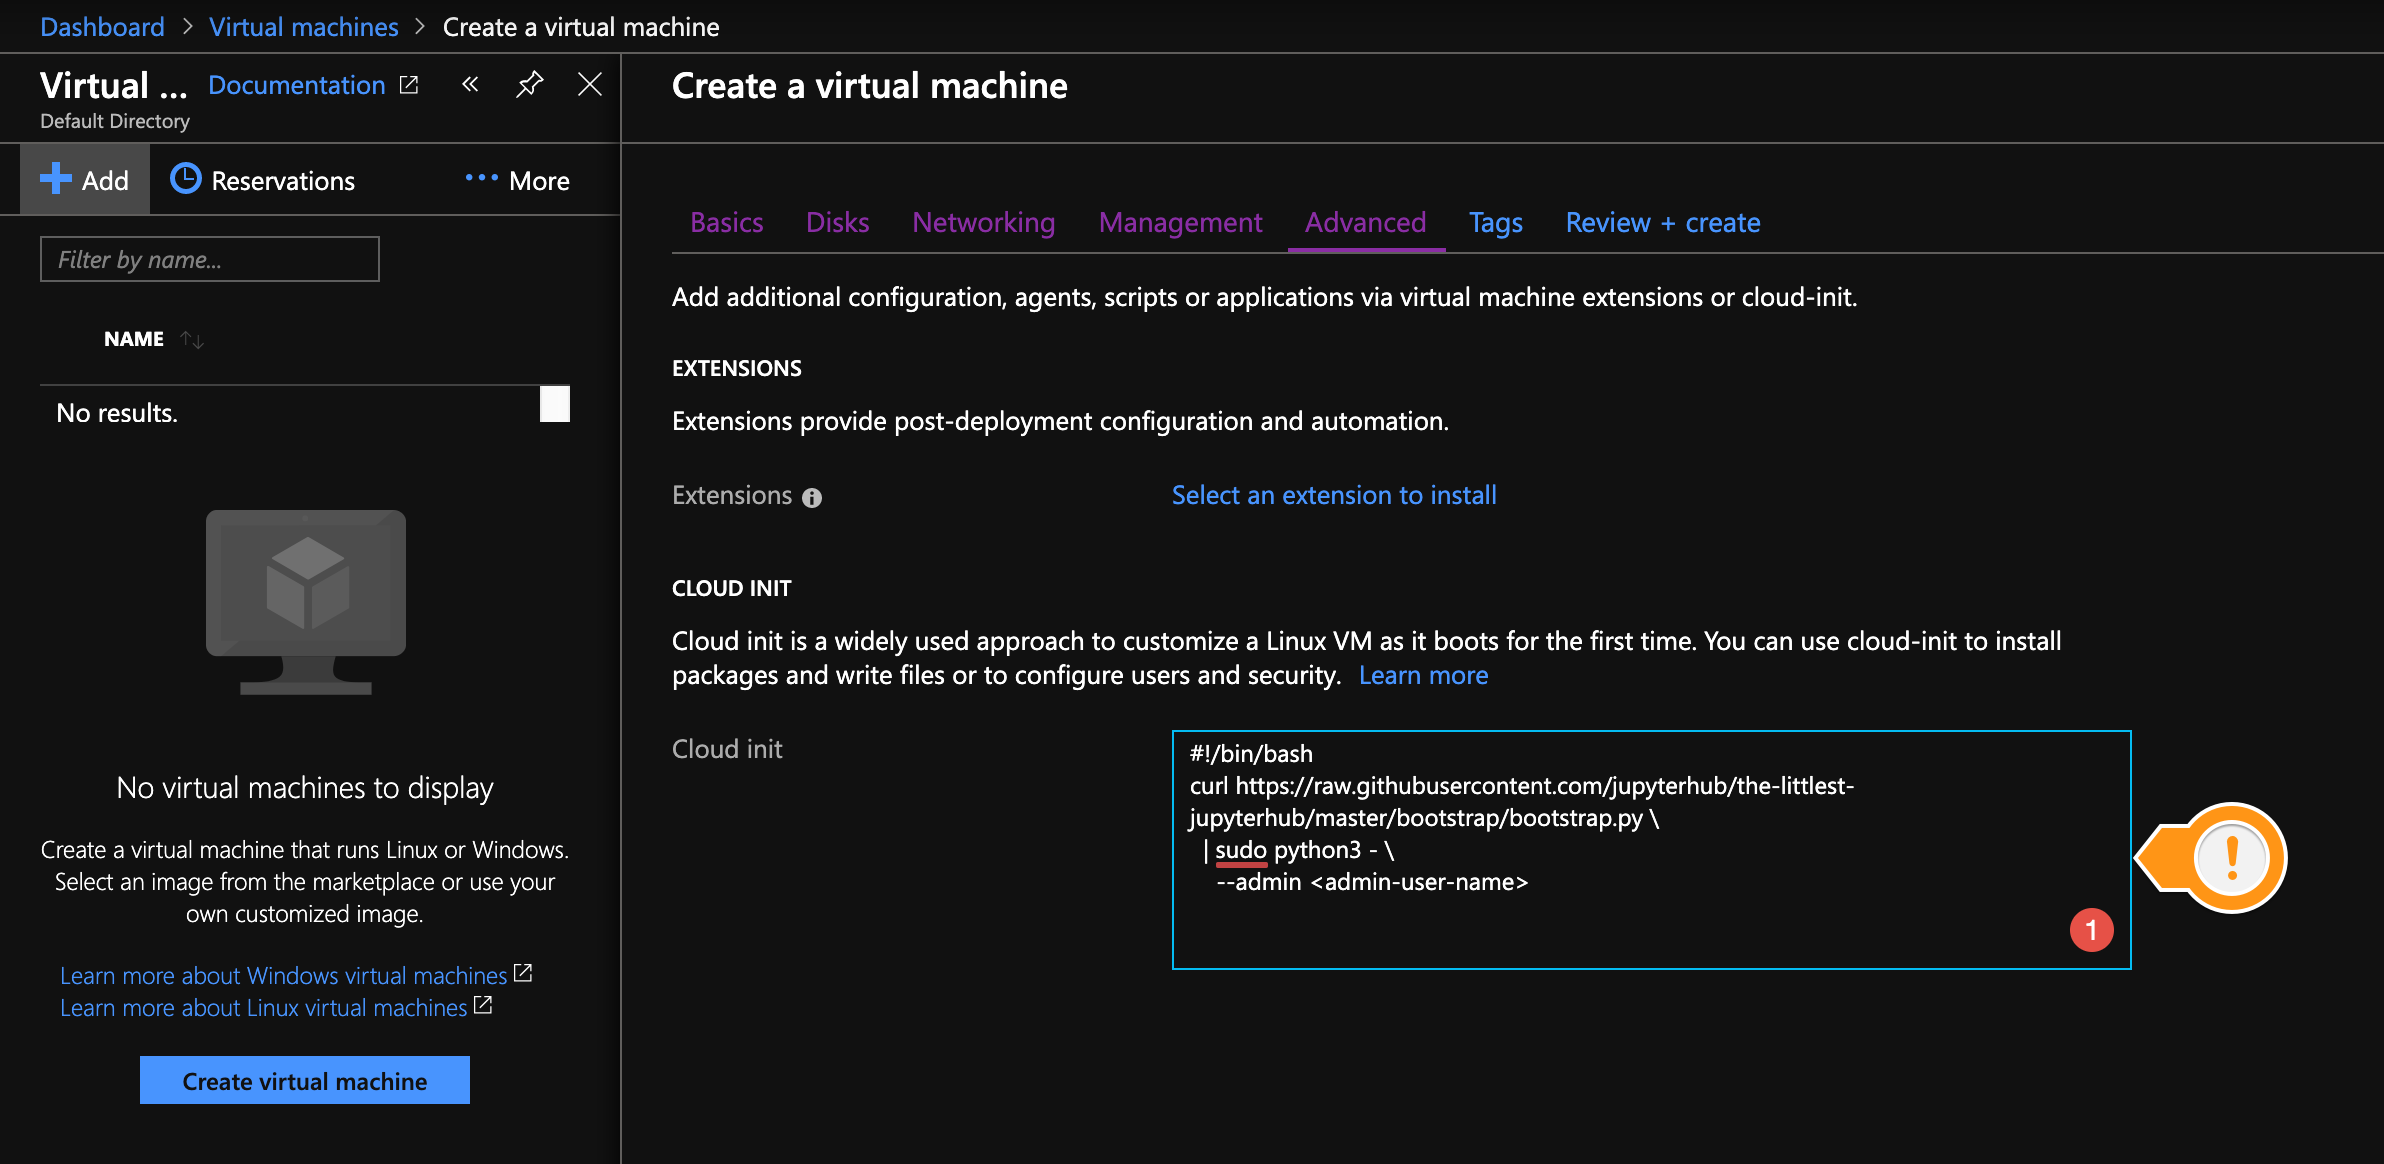 Dashboard > Virtual machines > Create a virtual machine
Virtual ... Documentation
Default Directory
Add Reservations ... More
Filter by name...
NAME
No results.
No virtual machines to display
Create a virtual machine that runs Linux or Windows.
Select an image from the marketplace or use your
own customized image.
Learn more about Windows virtual machines
Learn more about Linux virtual machines
Create virtual machine
Create a virtual machine
Basics Disks Networking Management Advanced Tags Review + create
Add additional configuration, agents, scripts or applications via virtual machine extensions or cloud-init.
EXTENSIONS
Extensions provide post-deployment configuration and automation.
Extensions Select an extension to install
CLOUD INIT
Cloud init is a widely used approach to customize a Linux VM as it boots for the first time. You can use cloud-init to install
packages and write files or to configure users and security. Learn more
Cloud init
#!/bin/bash
curl https://raw.githubusercontent.com/jupyterhub/the-littlest-
jupyterhub/master/bootstrap/bootstrap.py \
| sudo python3 - \
--admin <admin-user-name>
1
!